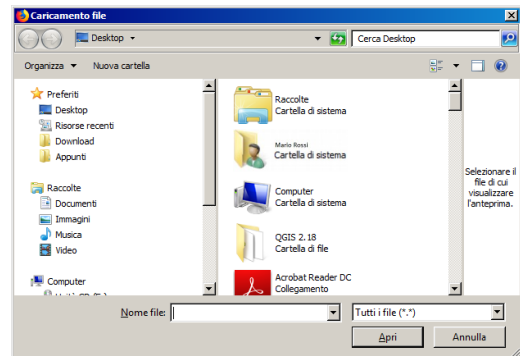 Caricamento file
Desktop
Cerca Desktop
Organizza
Nuova cartella
Preferiti
Desktop
Risorse recenti
Download
Appunti
Raccolte
Documenti
Immagini
Musica
Video
Computer
Raccolte
Cartella di sistema
Mario Rossi
Cartella di sistema
Computer
Cartella di sistema
QGIS 2.18
Cartella di file
Acrobat Reader DC
Collegamento
Selezionare il
file di cui
visualizzare
l'anteprima.
Nome file:
Tutti i file (*.*)
Apri
Annulla